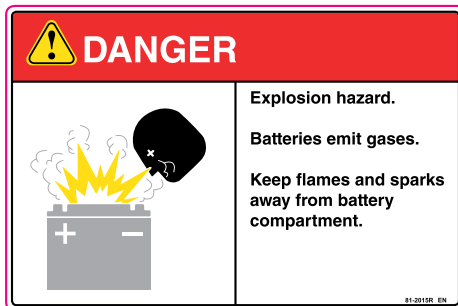 DANGER
Explosion hazard.
Batteries emit gases.
Keep flames and sparks
away from battery
compartment.
+ −
81-2015R EN